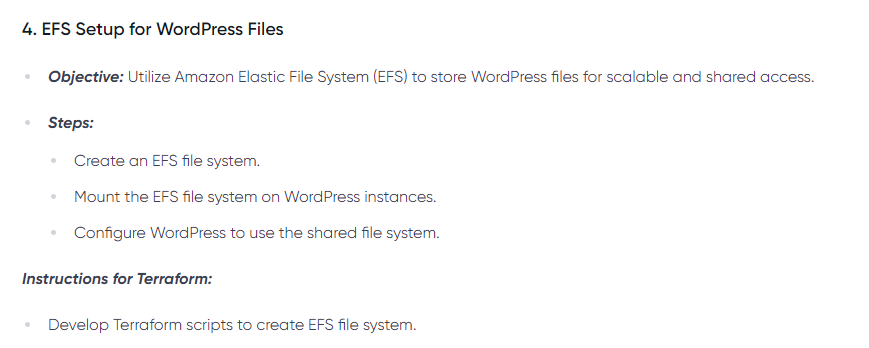 4. EFS Setup for WordPress Files
Objective: Utilize Amazon Elastic File System (EFS) to store WordPress files for scalable and shared access.
Steps:
Create an EFS file system.
Mount the EFS file system on WordPress instances.
Configure WordPress to use the shared file system.
Instructions for Terraform:
Develop Terraform scripts to create EFS file system.